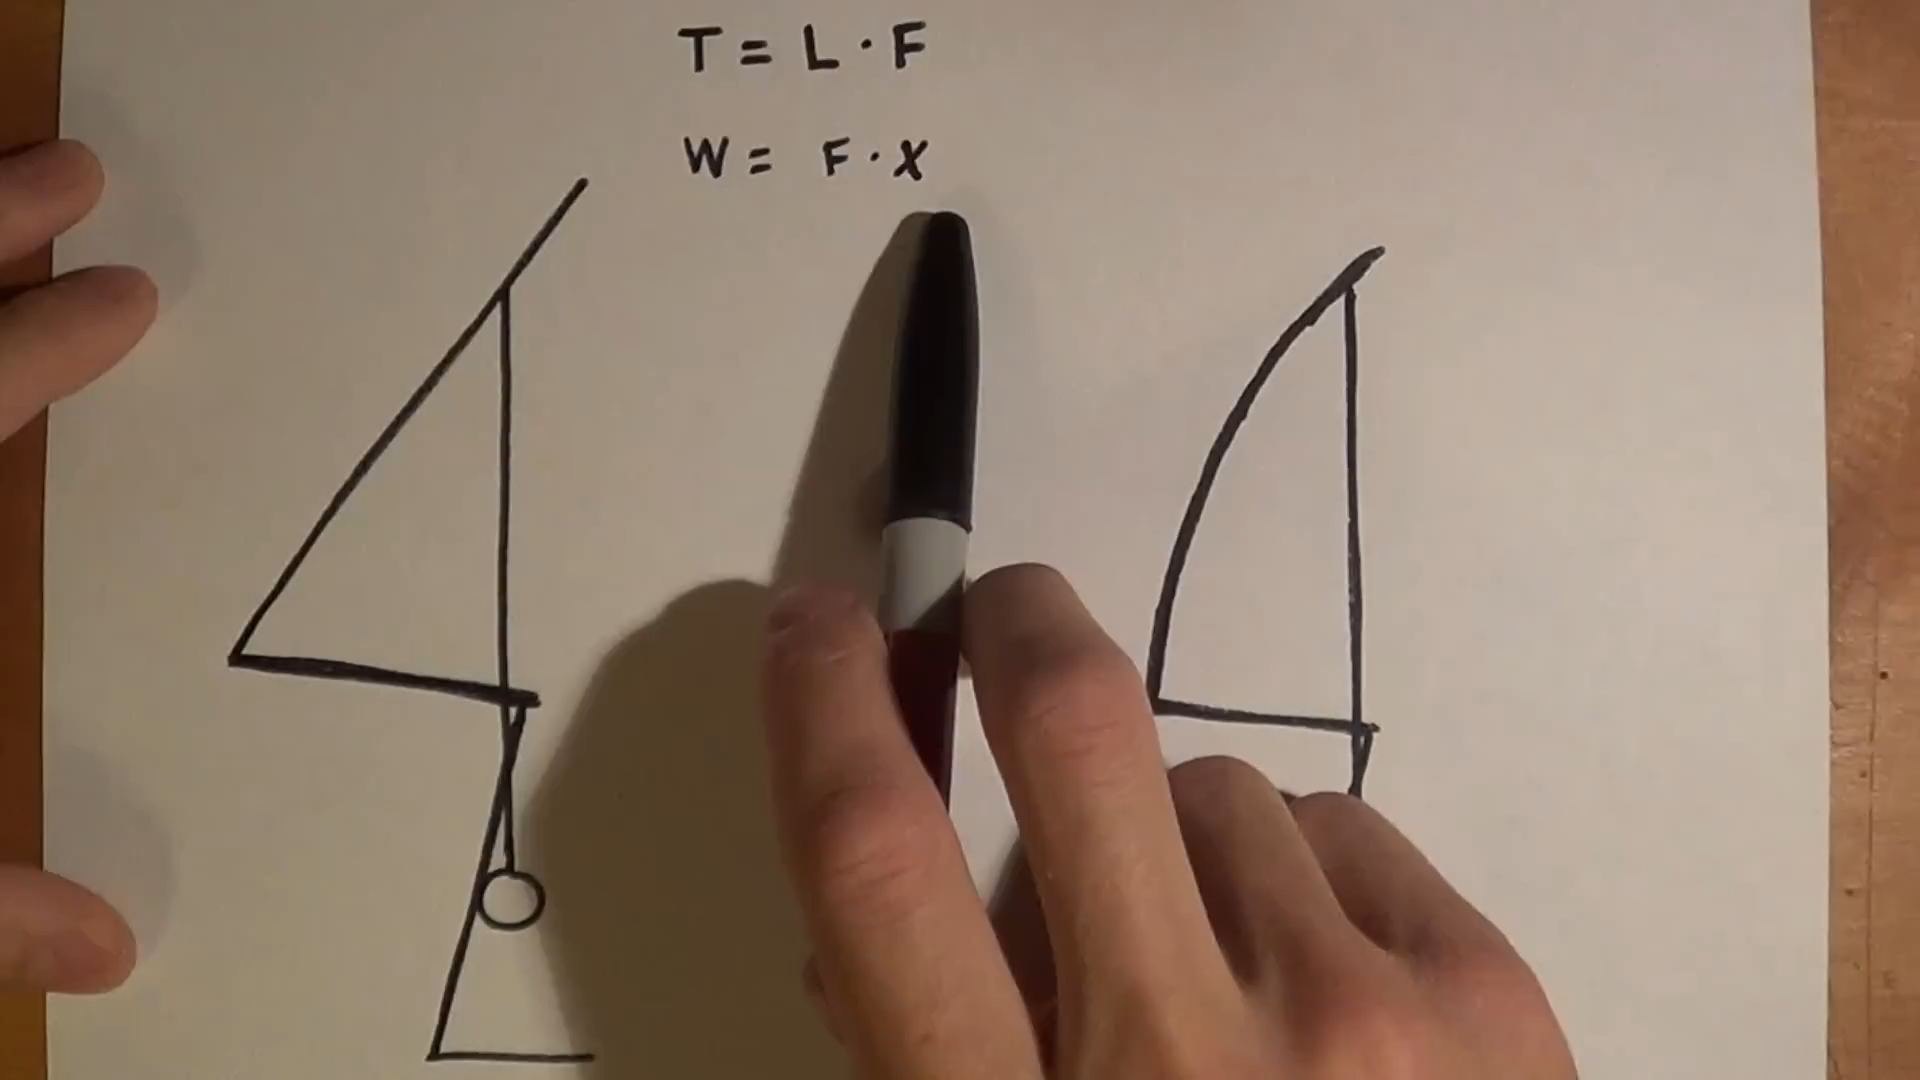 T = L · F
W = F · X